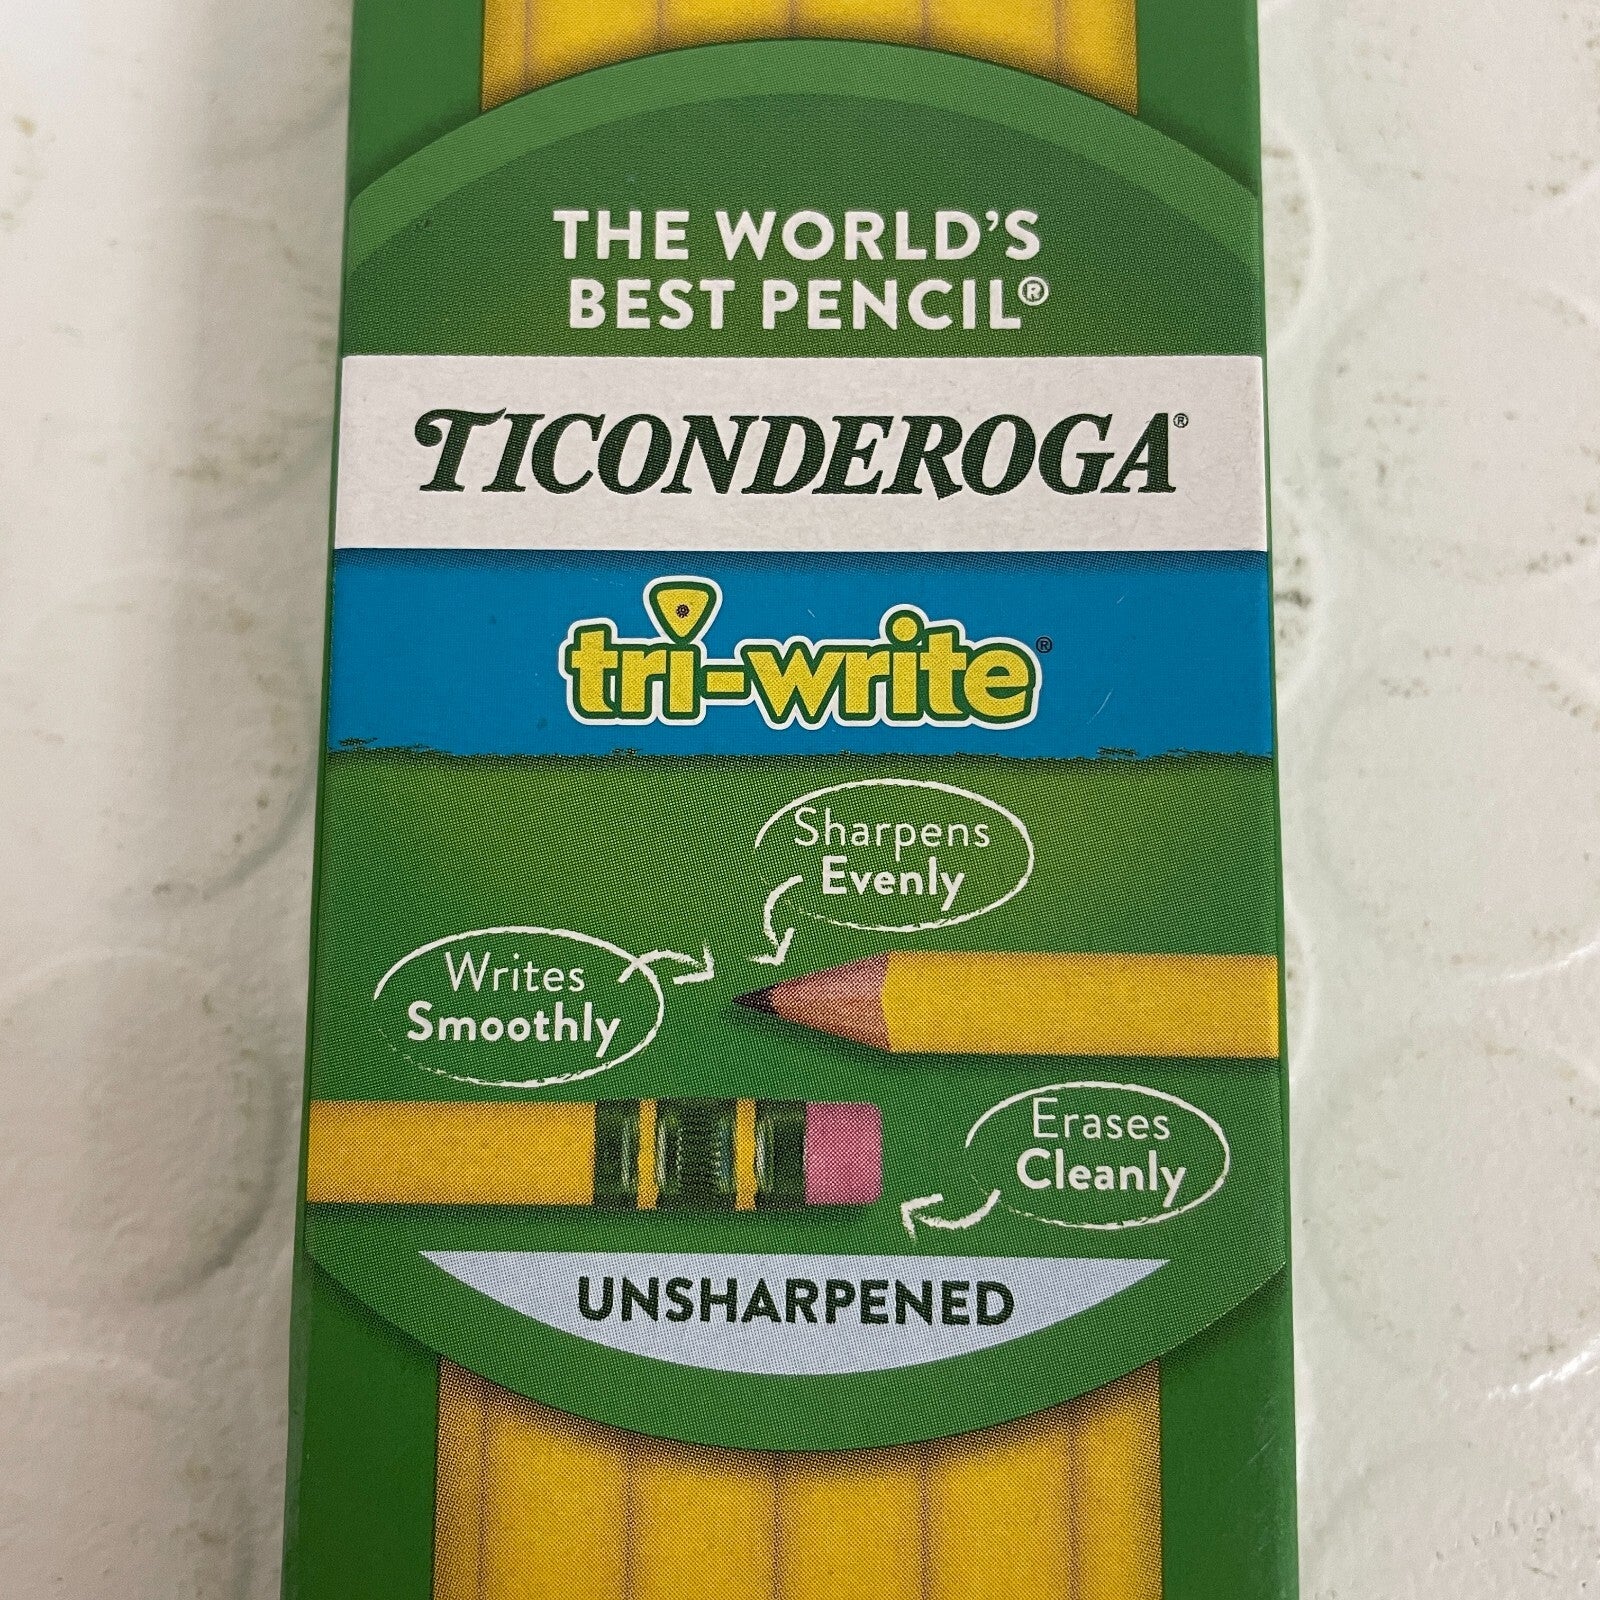 THE WORLD'S
BEST PENCIL®
TICONDEROGA®
tri-write®
Sharpens
Evenly
Writes
Smoothly
Erases
Cleanly
UNSHARPENED